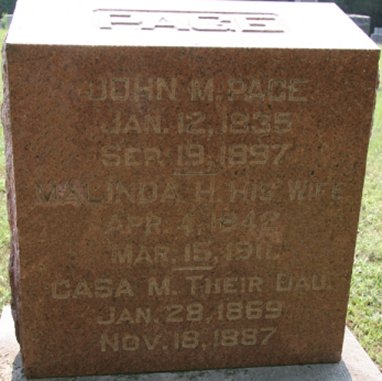 PAGE
JOHN M. PAGE
JAN. 12, 1835
SEP. 19, 1897
MALINDA H. HIS WIFE
APR. 4, 1842
MAR. 15, 1911.
CASA M. THEIR DAU.
JAN. 28, 1869
NOV. 18, 1887